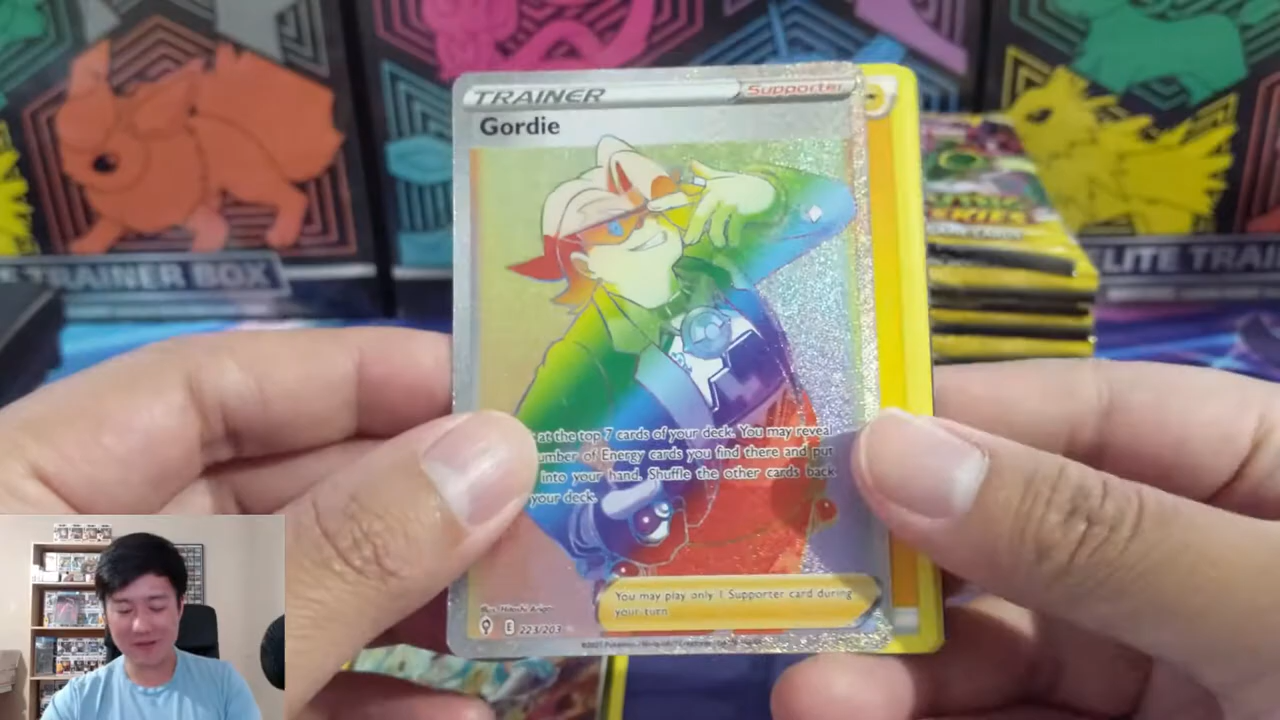 TRAINER
Supporter
Gordie
at the top 7 cards of your deck. You may reveal
umber of Energy cards you find there and put
into your hand. Shuffle the other cards back
your deck.
You may play only 1 Supporter card during
your turn.
E 223/203
TE TRAINER BOX
ELITE TRAI
SKIES